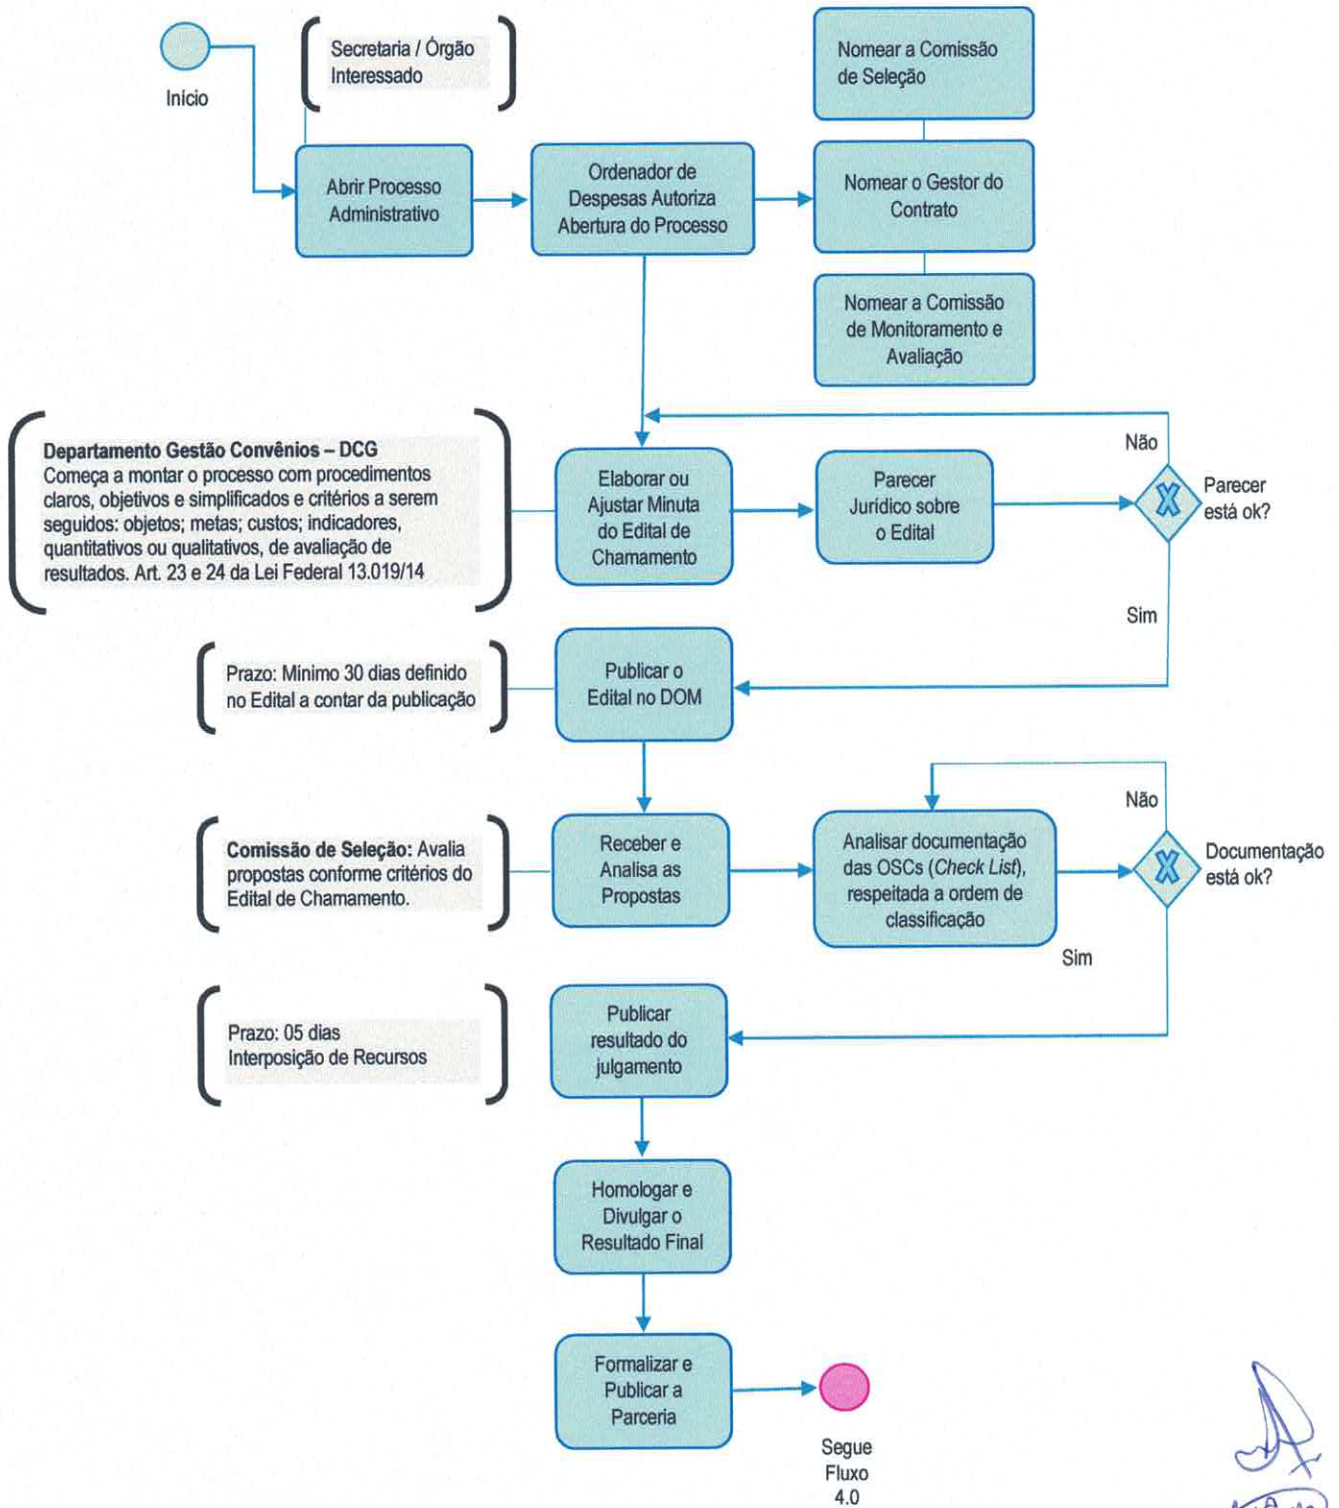 Início
Secretaria / Órgão
Interessado
Abrir Processo
Administrativo
Ordenador de
Despesas Autoriza
Abertura do Processo
Nomear a Comissão
de Seleção
Nomear o Gestor do
Contrato
Nomear a Comissão
de Monitoramento e
Avaliação
Departamento Gestão Convênios – DCG
Começa a montar o processo com procedimentos
claros, objetivos e simplificados e critérios a serem
seguidos: objetos; metas; custos; indicadores,
quantitativos ou qualitativos, de avaliação de
resultados. Art. 23 e 24 da Lei Federal 13.019/14
Elaborar ou
Ajustar Minuta
do Edital de
Chamamento
Parecer
Jurídico sobre
o Edital
Não
Parecer
está ok?
Sim
Prazo: Mínimo 30 dias definido
no Edital a contar da publicação
Publicar o
Edital no DOM
Comissão de Seleção: Avalia
propostas conforme critérios do
Edital de Chamamento.
Receber e
Analisa as
Propostas
Analisar documentação
das OSCs (Check List),
respeitada a ordem de
classificação
Não
Documentação
está ok?
Sim
Prazo: 05 dias
Interposição de Recursos
Publicar
resultado do
julgamento
Homologar e
Divulgar o
Resultado Final
Formalizar e
Publicar a
Parceria
Segue
Fluxo
4.0